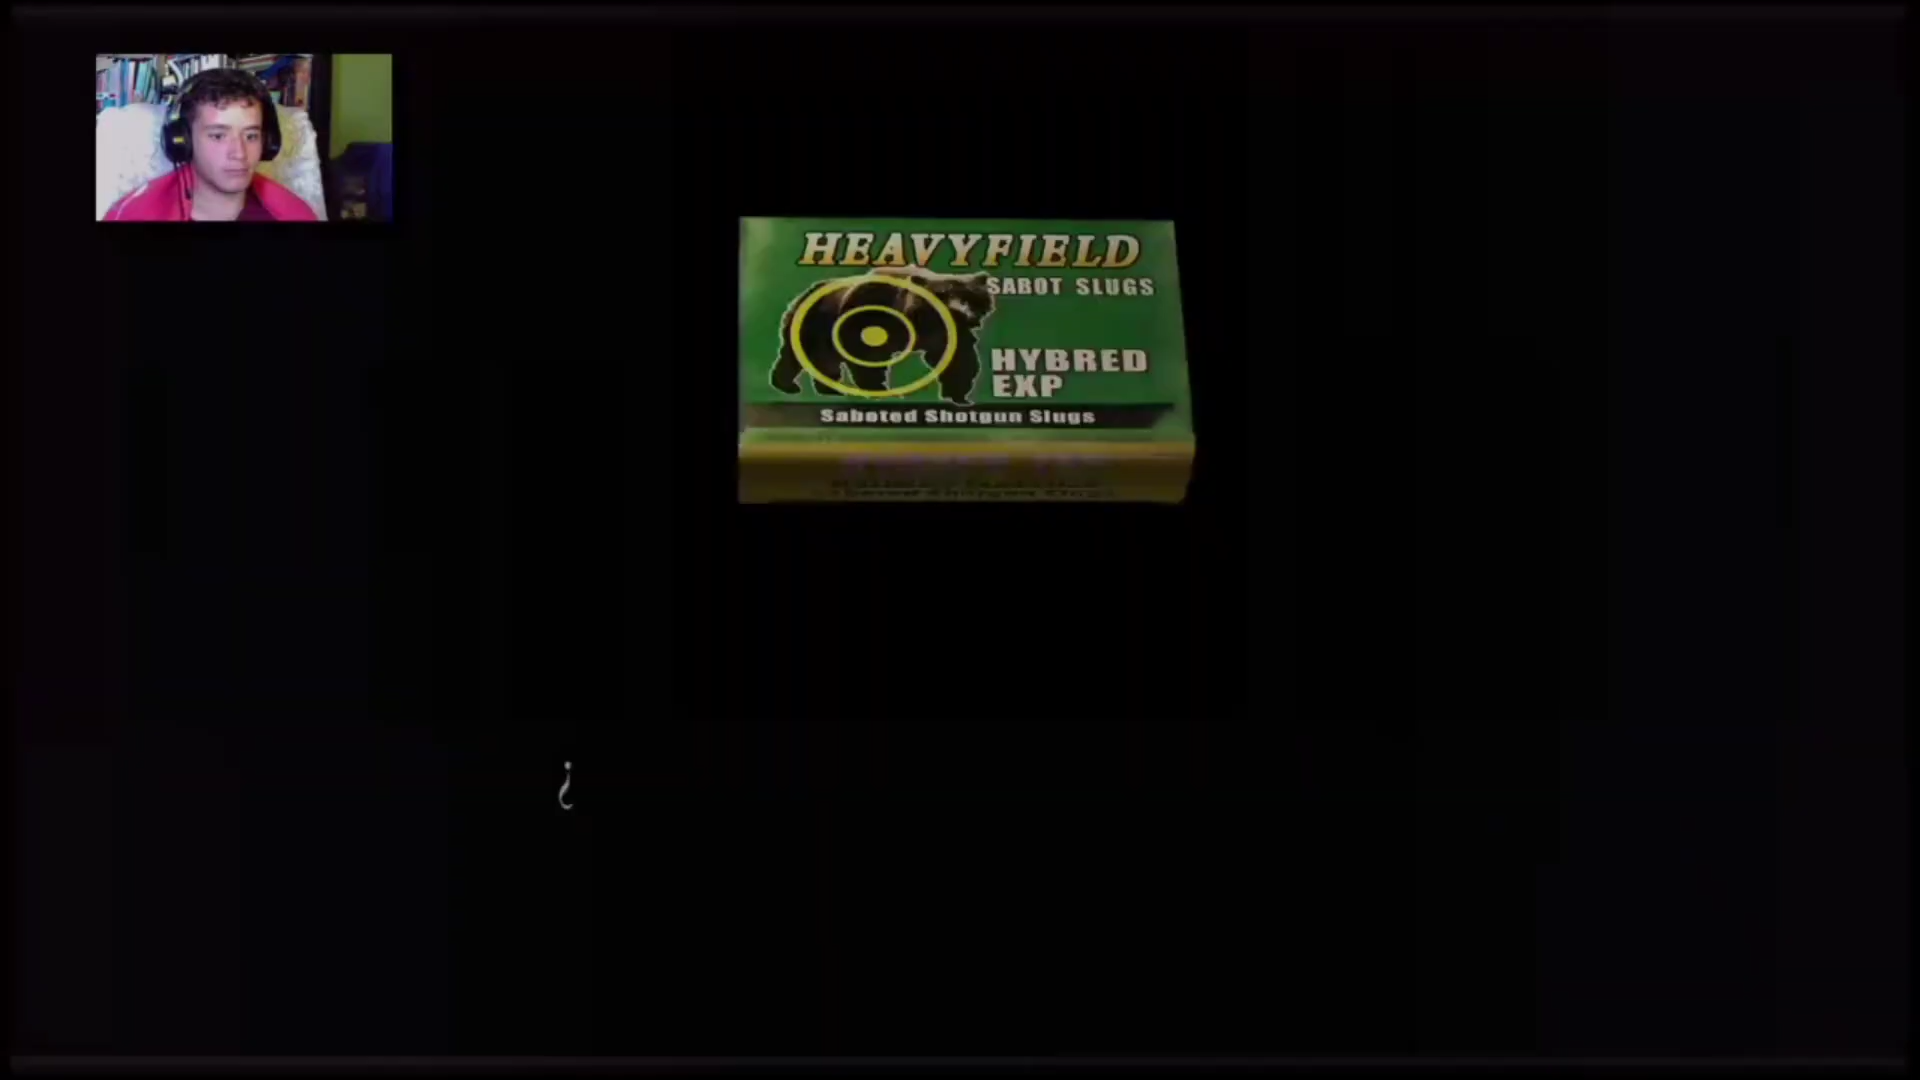 HEAVYFIELD
SABOT SLUGS
HYBRED
EXP
Saboted Shotgun Slugs
¿